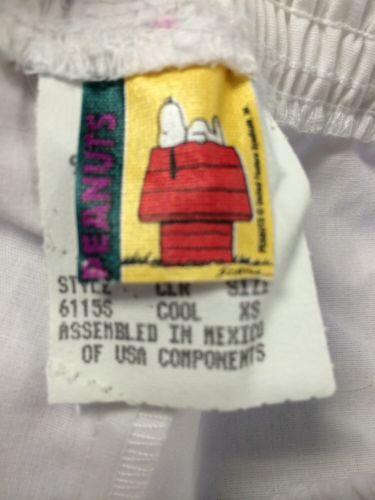 PEANUTS
STYLE CLR SIZE
6115S COOL XS
ASSEMBLED IN MEXICO
OF USA COMPONENTS